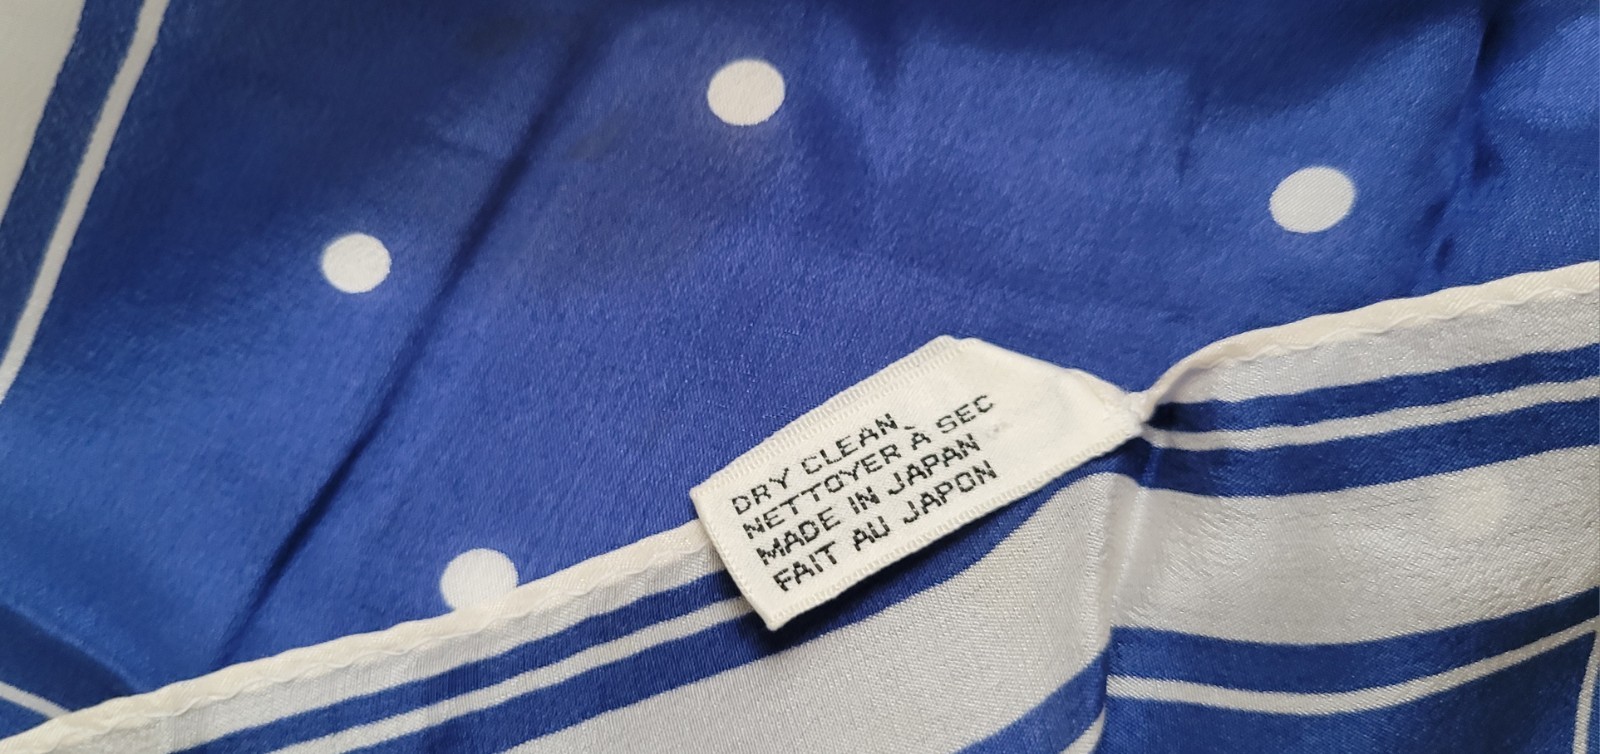 DRY CLEAN
NETTOYER À SEC
MADE IN JAPAN
FAIT AU JAPON